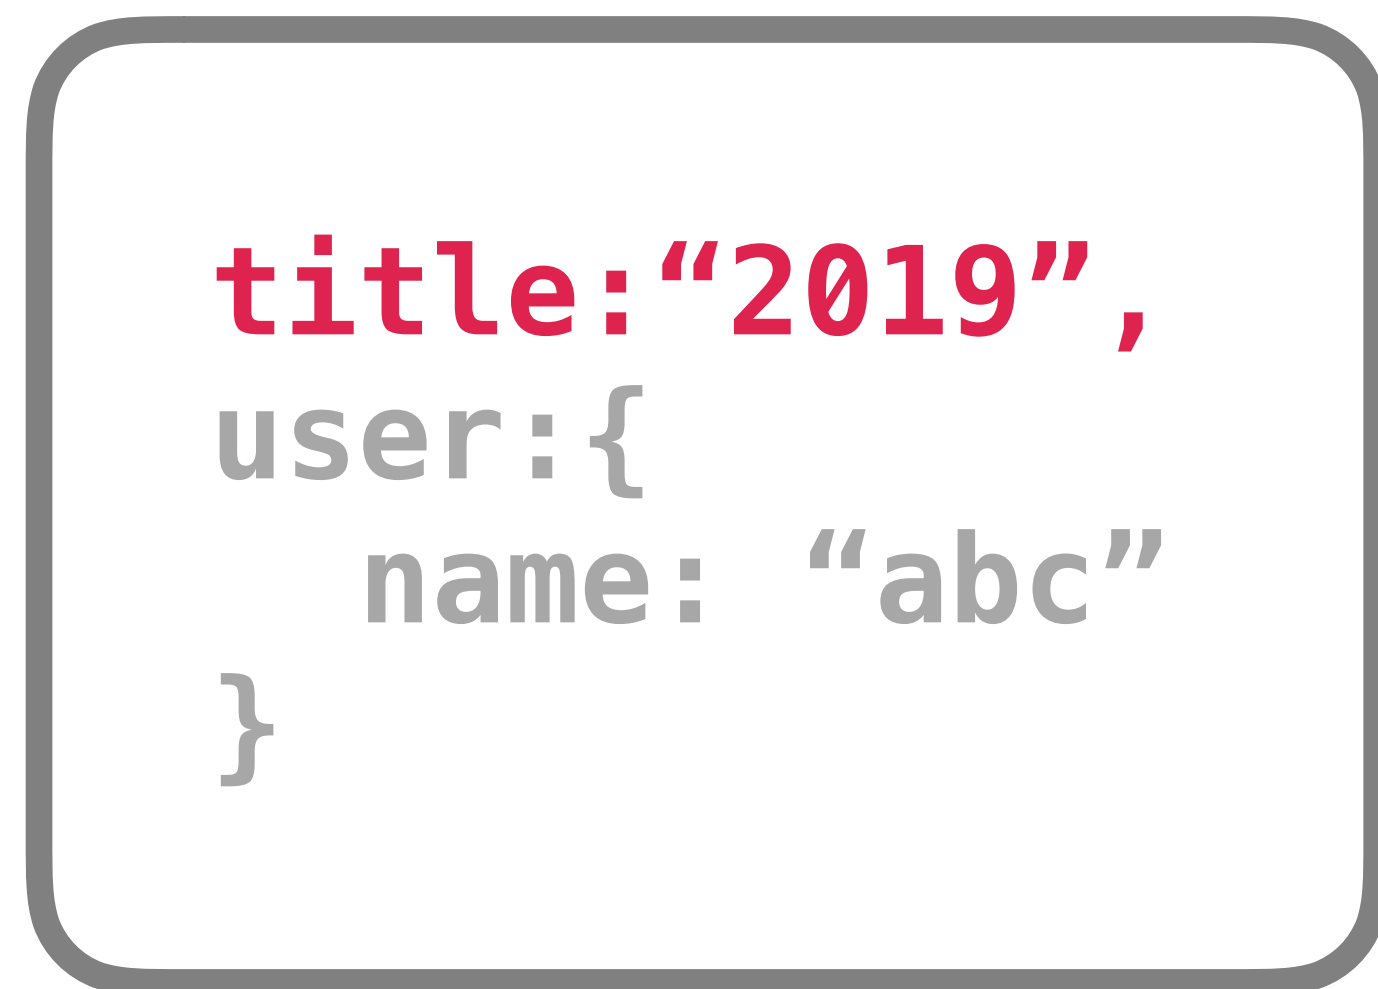 title:“2019”,
user:{
  name: “abc”
}